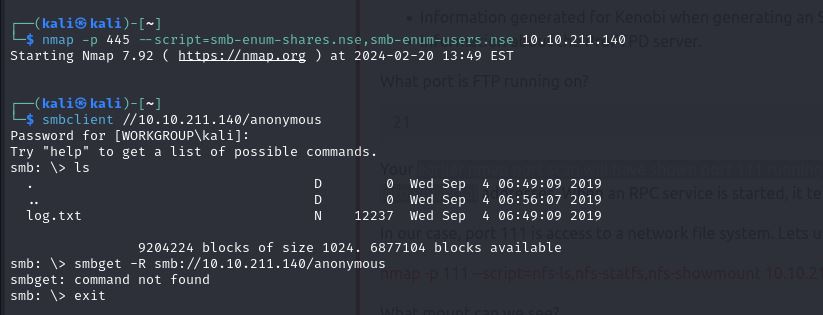 ┌──(kali㉿kali)-[~]
└─$ nmap -p 445 --script=smb-enum-shares.nse,smb-enum-users.nse 10.10.211.140
Starting Nmap 7.92 ( https://nmap.org ) at 2024-02-20 13:49 EST
┌──(kali㉿kali)-[~]
└─$ smbclient //10.10.211.140/anonymous
Password for [WORKGROUP\kali]:
Try "help" to get a list of possible commands.
smb: \> ls
  .                                   D        0  Wed Sep  4 06:49:09 2019
  ..                                  D        0  Wed Sep  4 06:56:07 2019
  log.txt                             N    12237  Wed Sep  4 06:49:09 2019
                9204224 blocks of size 1024. 6877104 blocks available
smb: \> smbget -R smb://10.10.211.140/anonymous
smbget: command not found
smb: \> exit
Information generated for Kenobi when generating an S
PD server.
What port is FTP running on?
21
Your
an RPC service is started, it te
In our case, port 111 is access to a network file system. Lets u
nmap -p 111 --script=nfs-ls,nfs-statfs,nfs-showmount 10.10.21
What mount can we see?